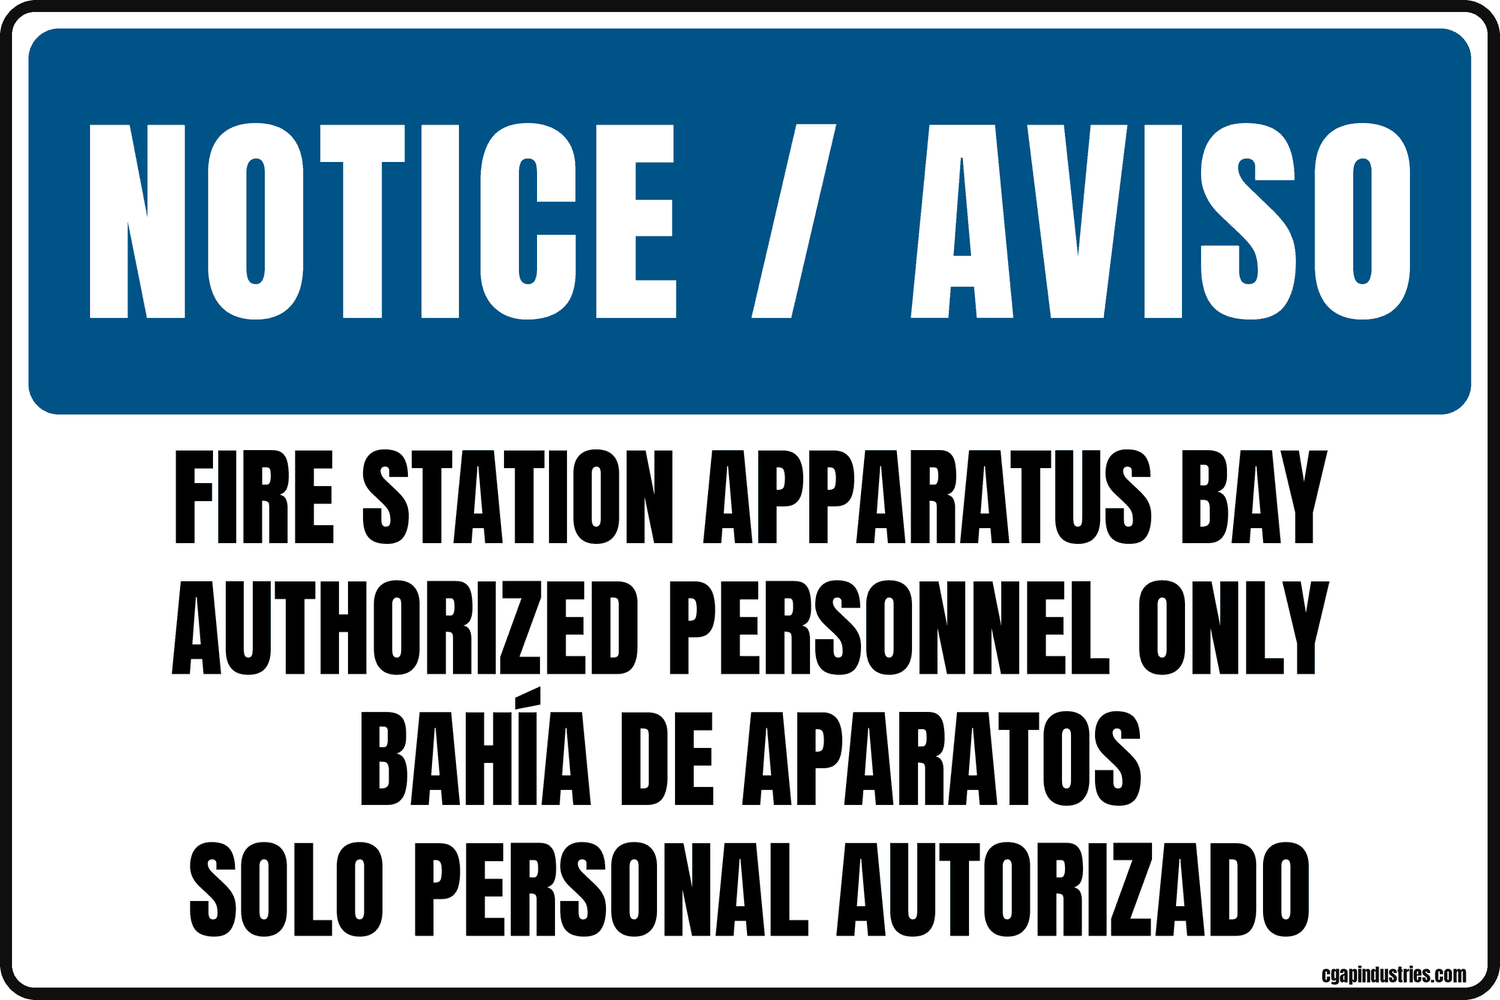 NOTICE / AVISO
FIRE STATION APPARATUS BAY
AUTHORIZED PERSONNEL ONLY
BAHÍA DE APARATOS
SOLO PERSONAL AUTORIZADO
cgapindustries.com